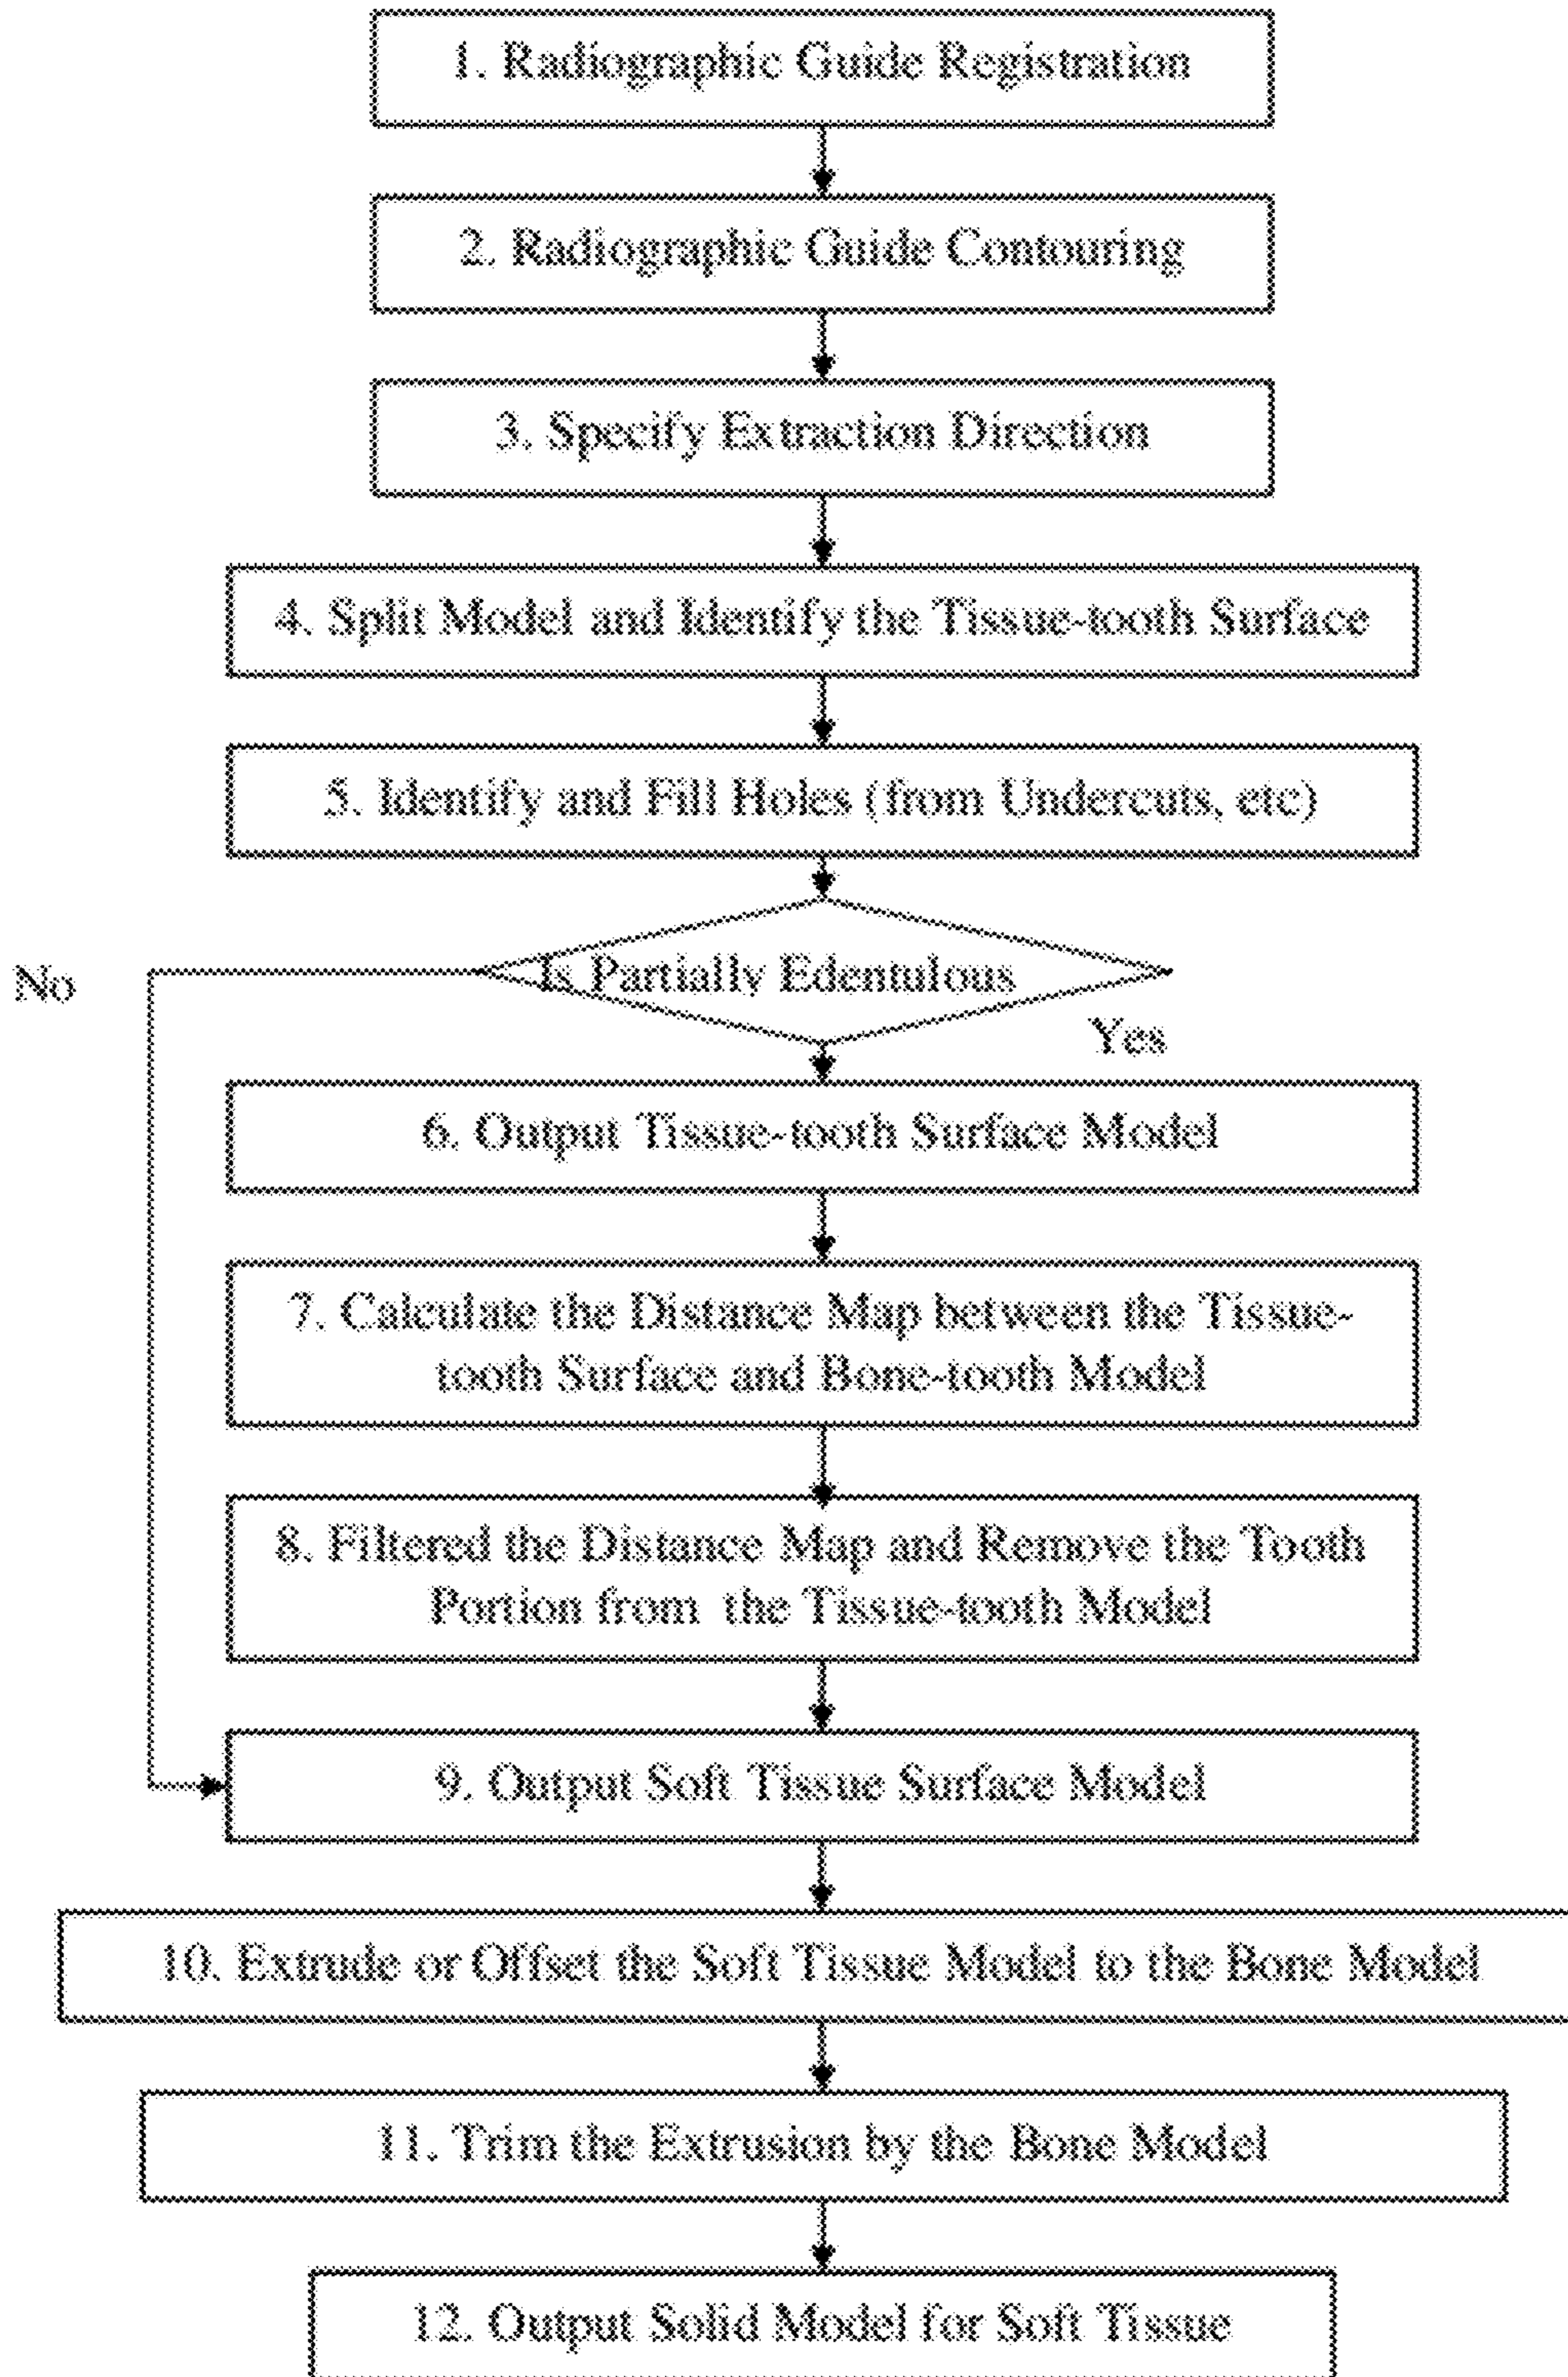 1. Radiographic Guide Registration
2. Radiographic Guide Contouring
3. Specify Extraction Direction
4. Split Model and Identify the Tissue-tooth Surface
5. Identify and Fill Holes (from Undercuts, etc)
No
Is Partially Edentulous
Yes
6. Output Tissue-tooth Surface Model
7. Calculate the Distance Map between the Tissue-
tooth Surface and Bone-tooth Model
8. Filtered the Distance Map and Remove the Tooth
Portion from the Tissue-tooth Model
9. Output Soft Tissue Surface Model
10. Extrude or Offset the Soft Tissue Model to the Bone Model
11. Trim the Extrusion by the Bone Model
12. Output Solid Model for Soft Tissue